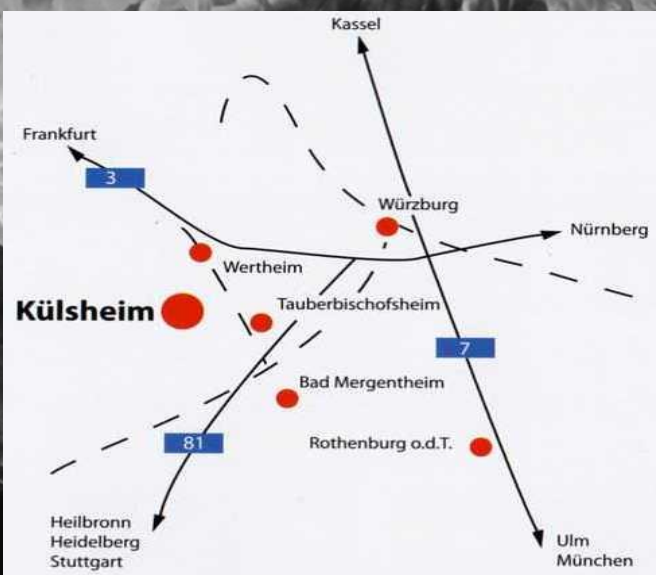 Kassel
Frankfurt
3
Würzburg
Nürnberg
Wertheim
Külsheim
Tauberbischofsheim
7
Bad Mergentheim
81
Rothenburg o.d.T.
Heilbronn
Heidelberg
Stuttgart
Ulm
München